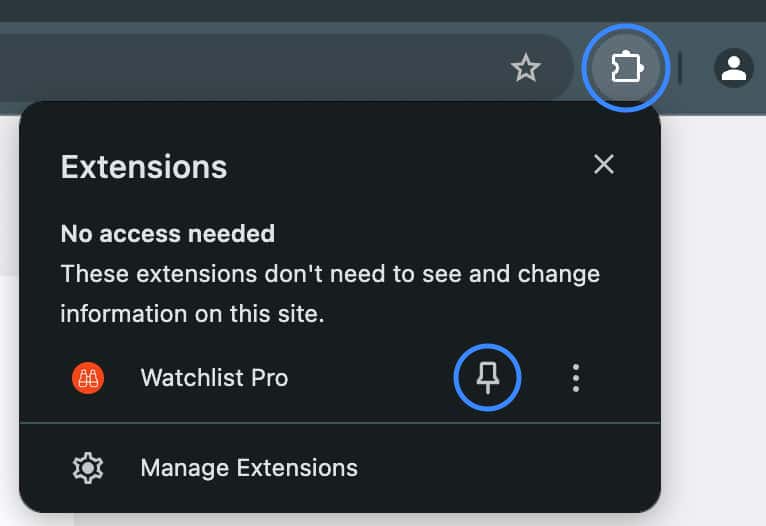 Extensions
No access needed
These extensions don't need to see and change
information on this site.
Watchlist Pro
Manage Extensions